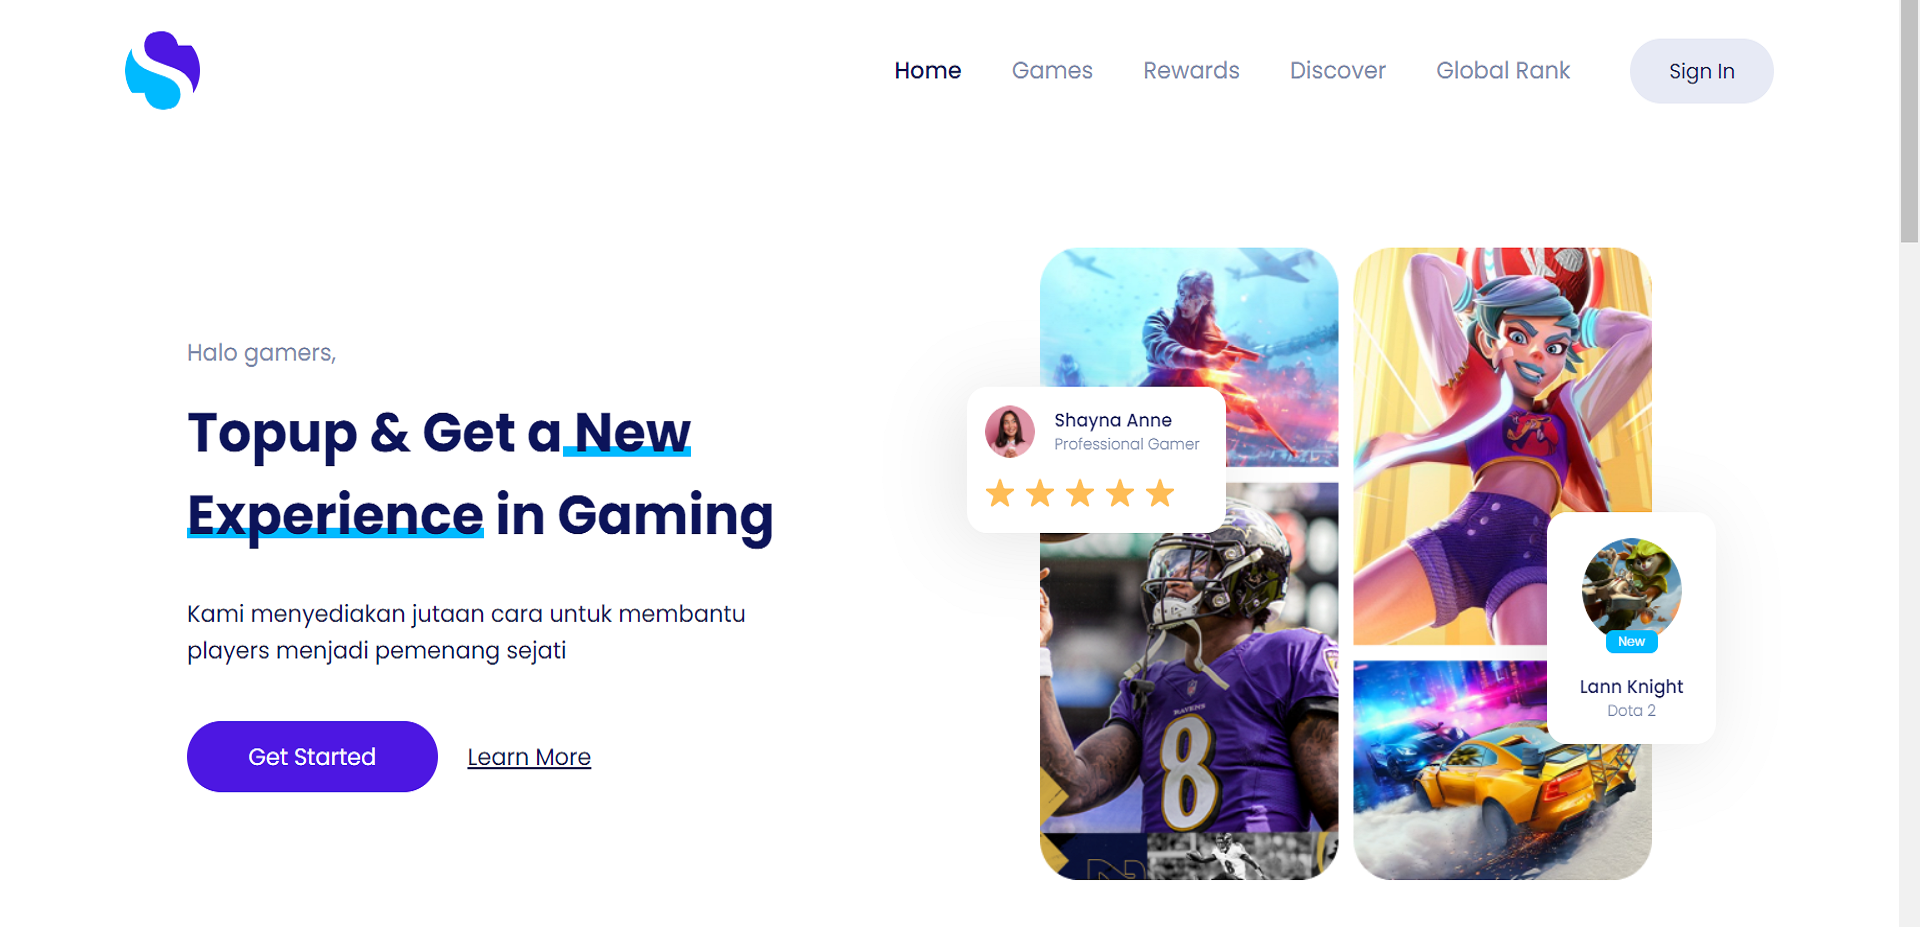 Home Games Rewards Discover Global Rank Sign In
Halo gamers,
Topup & Get a New
Experience in Gaming
Kami menyediakan jutaan cara untuk membantu
players menjadi pemenang sejati
Get Started Learn More
Shayna Anne
Professional Gamer
RAVENS
8
New
Lann Knight
Dota 2